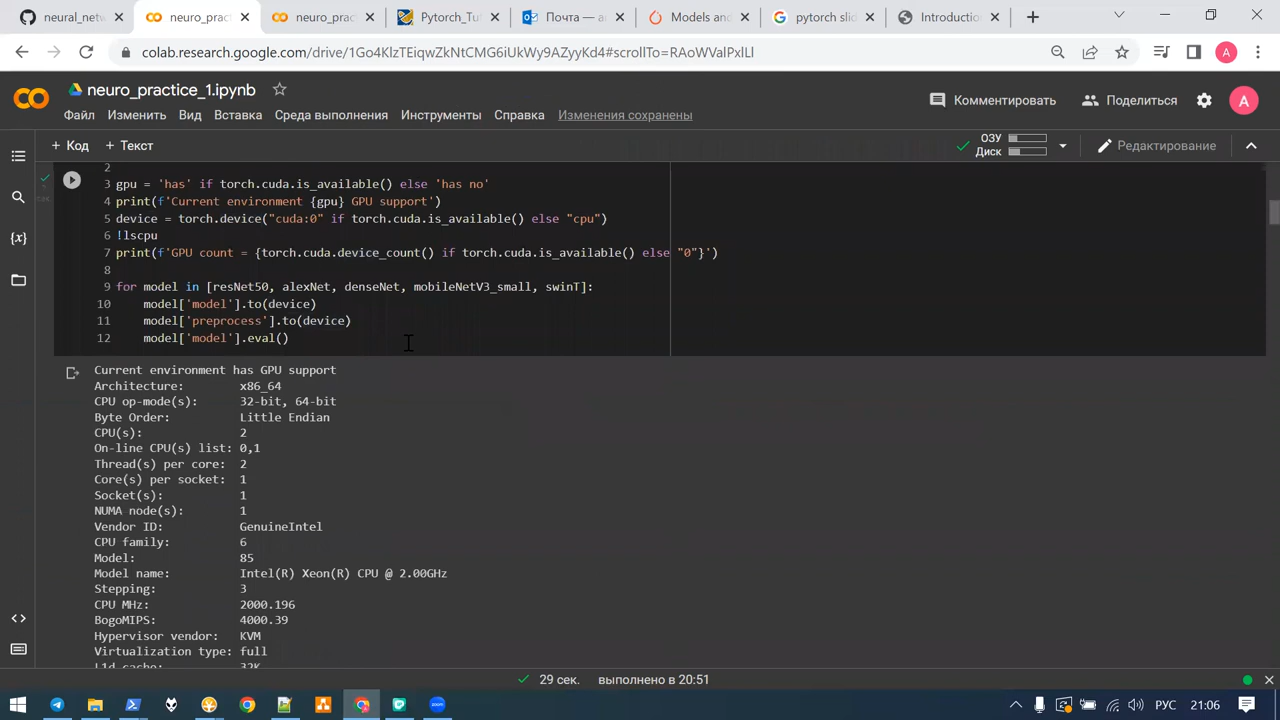 neural_netw
neuro_practi
neuro_prac
Pytorch_Tut
Почта — а
Models and
pytorch slid
Introduction
colab.research.google.com/drive/1Go4KlzTEiqwZkNtCMG6iUkWy9AZyyKd4#scrollTo=RAoWValPxlLl
A
neuro_practice_1.ipynb
Комментировать
Поделиться
A
Файл Изменить Вид Вставка Среда выполнения Инструменты Справка Изменения сохранены
+ Код + Текст
ОЗУ
Диск
Редактирование
2
3 gpu = 'has' if torch.cuda.is_available() else 'has no'
4 print(f'Current environment {gpu} GPU support')
5 device = torch.device("cuda:0" if torch.cuda.is_available() else "cpu")
6 !lscpu
7 print(f'GPU count = {torch.cuda.device_count() if torch.cuda.is_available() else "0"}')
8
9 for model in [resNet50, alexNet, denseNet, mobileNetV3_small, swinT]:
10 model['model'].to(device)
11 model['preprocess'].to(device)
12 model['model'].eval()
Current environment has GPU support
Architecture: x86_64
CPU op-mode(s): 32-bit, 64-bit
Byte Order: Little Endian
CPU(s): 2
On-line CPU(s) list: 0,1
Thread(s) per core: 2
Core(s) per socket: 1
Socket(s): 1
NUMA node(s): 1
Vendor ID: GenuineIntel
CPU family: 6
Model: 85
Model name: Intel(R) Xeon(R) CPU @ 2.00GHz
Stepping: 3
CPU MHz: 2000.196
BogoMIPS: 4000.39
Hypervisor vendor: KVM
Virtualization type: full
L1d cache: 32K
29 сек. выполнено в 20:51
РУС 21:06